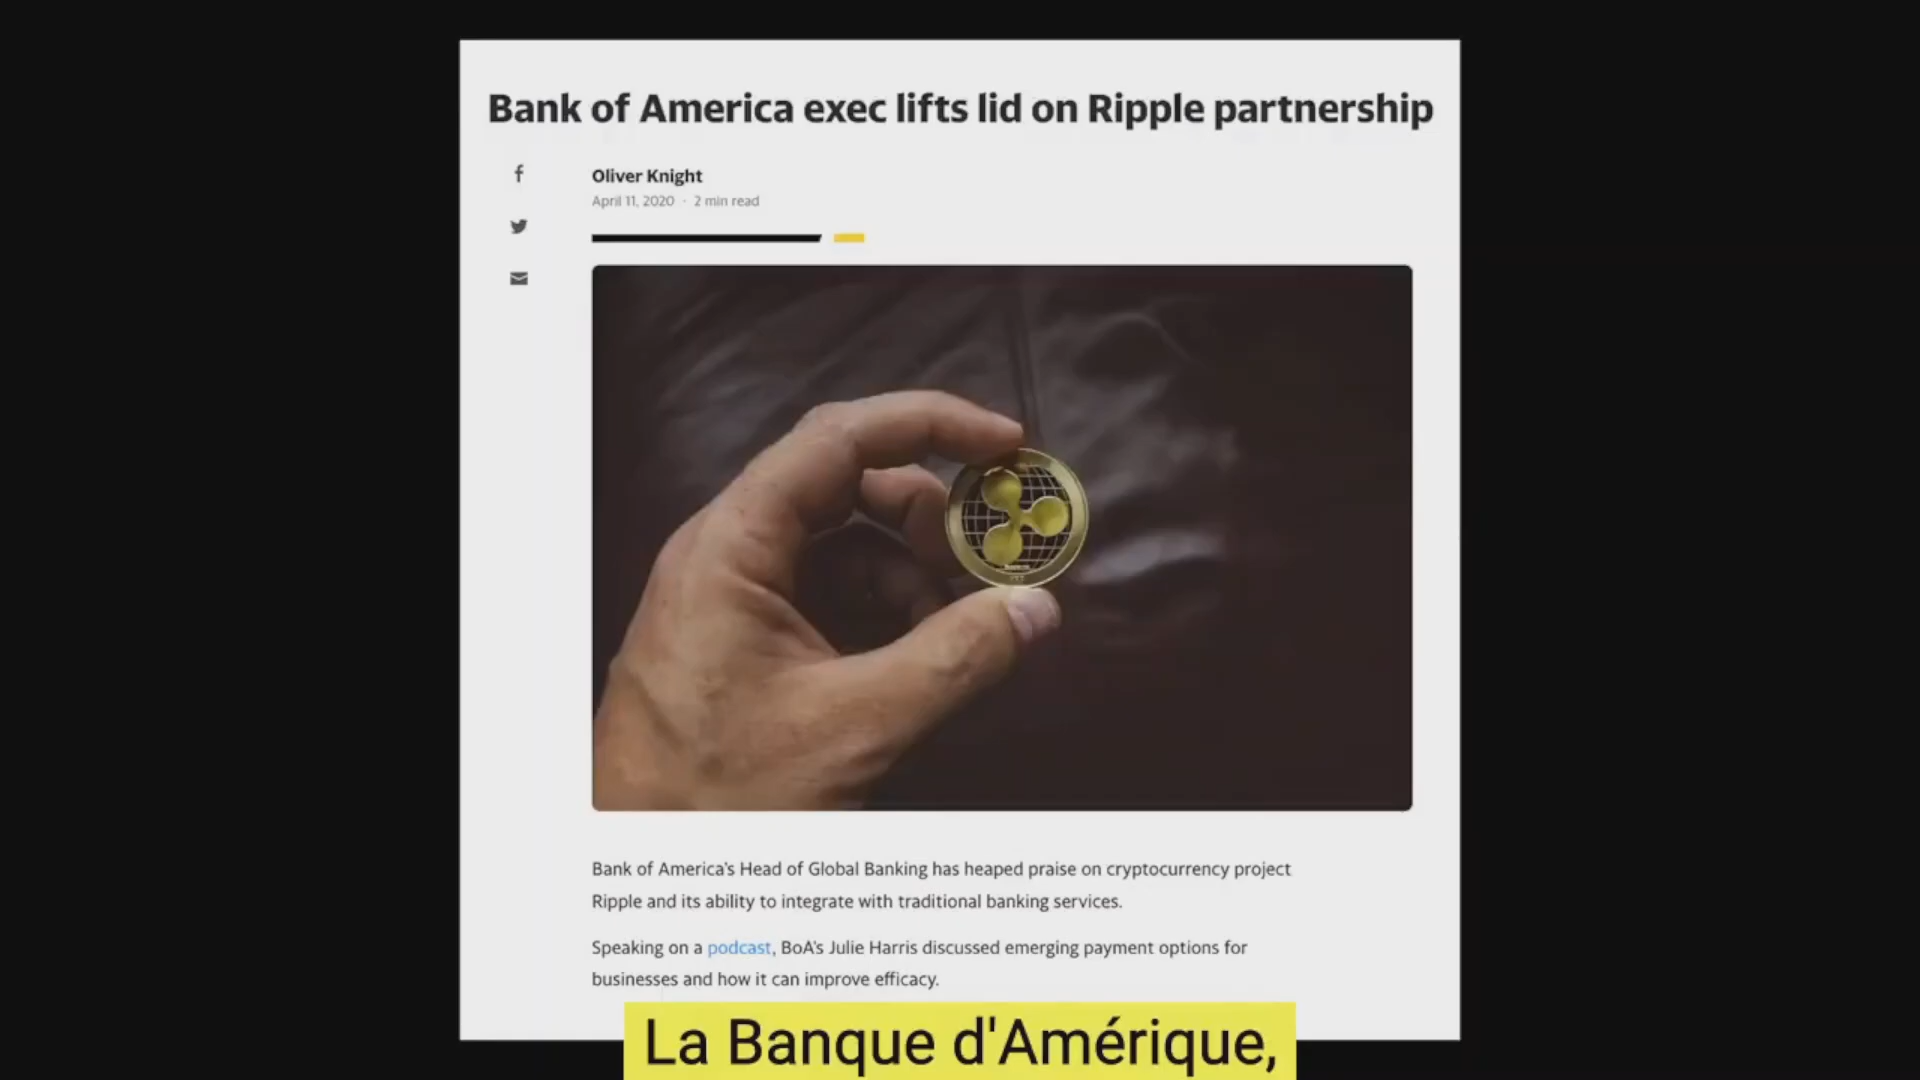 Bank of America exec lifts lid on Ripple partnership
Oliver Knight
April 11, 2020 · 2 min read
Bank of America's Head of Global Banking has heaped praise on cryptocurrency project
Ripple and its ability to integrate with traditional banking services.
Speaking on a podcast, BoA's Julie Harris discussed emerging payment options for
businesses and how it can improve efficacy.
La Banque d'Amérique,